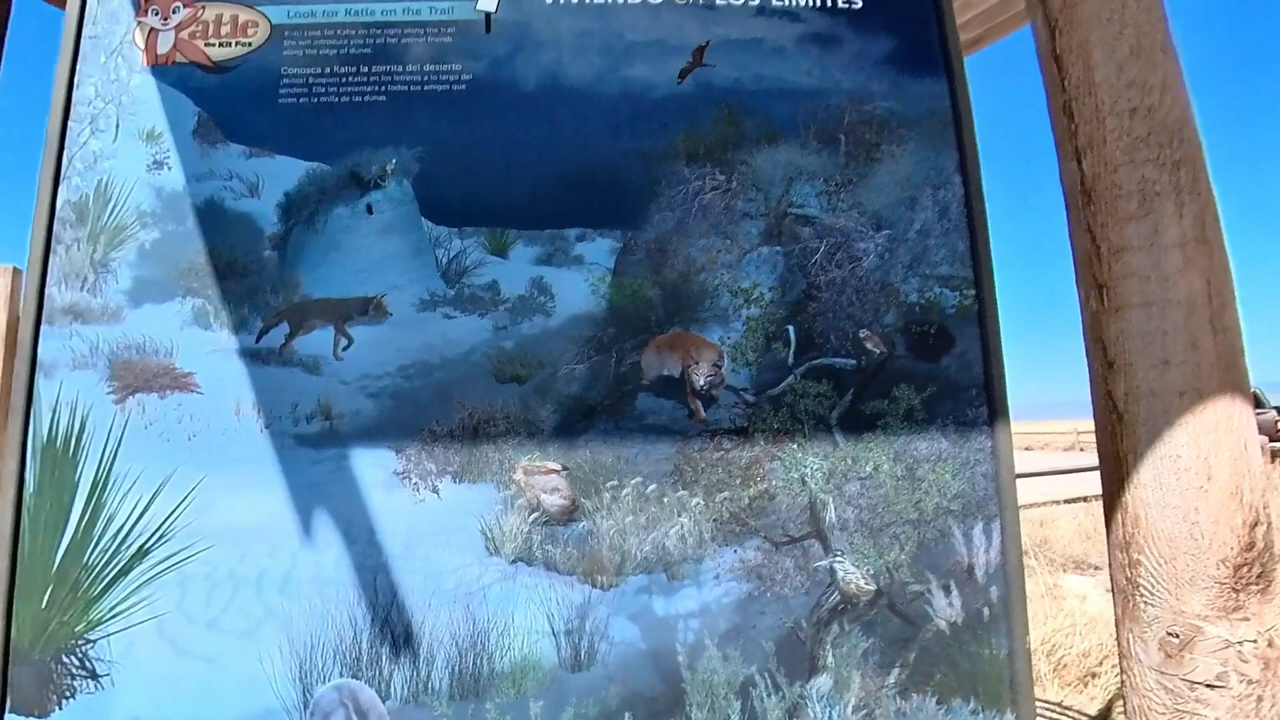 Katie
the Kit Fox
Look for Katie on the Trail
Kids! Look for Katie on the signs along the trail.
She will introduce you to all her animal friends
along the edge of dunes.
Conosca a Katie la zorrita del desierto
¡Niños! Busquen a Katie en los letreros a lo largo del
sendero. Ella les presentará a todos sus amigos que
viven en la orilla de las dunas.
VIVIENDO en LOS LÍMITES